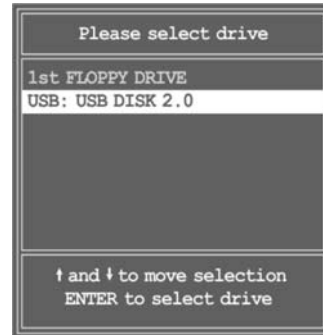 Please select drive
1st FLOPPY DRIVE
USB: USB DISK 2.0
↑ and ↓ to move selection
ENTER to select drive